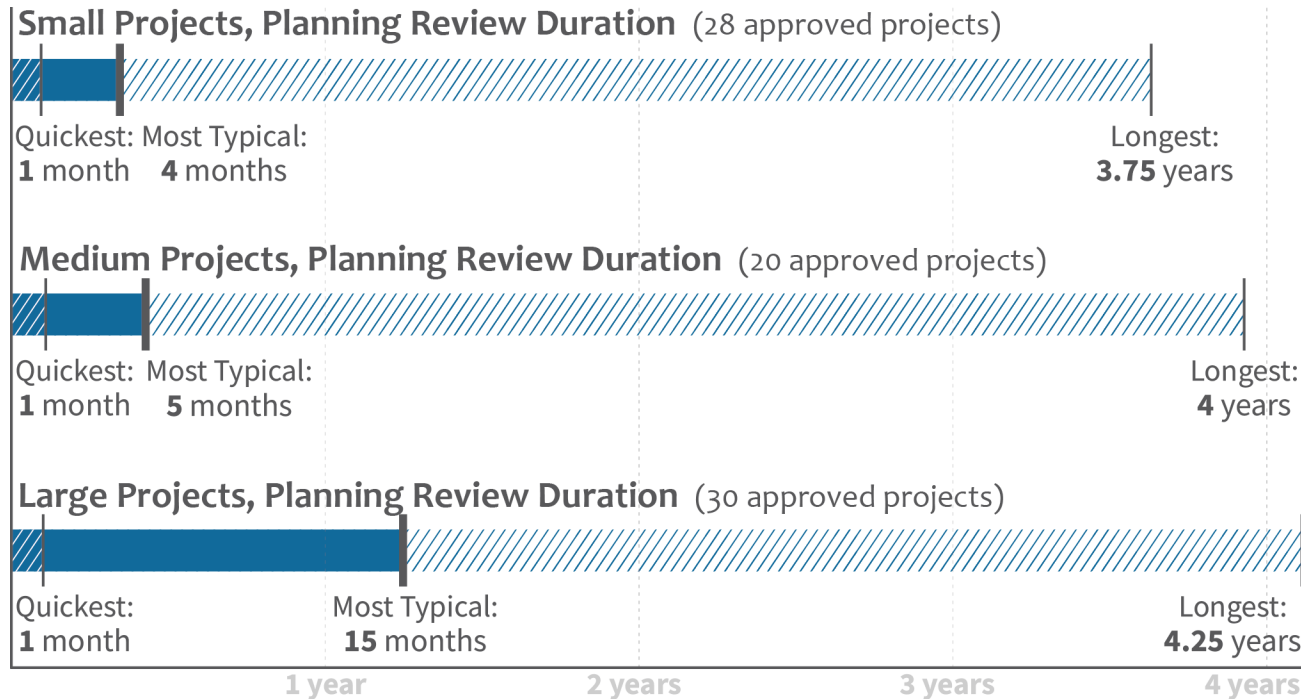 Small Projects, Planning Review Duration (28 approved projects)
Quickest: Most Typical: Longest:
1 month 4 months 3.75 years
Medium Projects, Planning Review Duration (20 approved projects)
Quickest: Most Typical: Longest:
1 month 5 months 4 years
Large Projects, Planning Review Duration (30 approved projects)
Quickest: Most Typical: Longest:
1 month 15 months 4.25 years
1 year 2 years 3 years 4 years